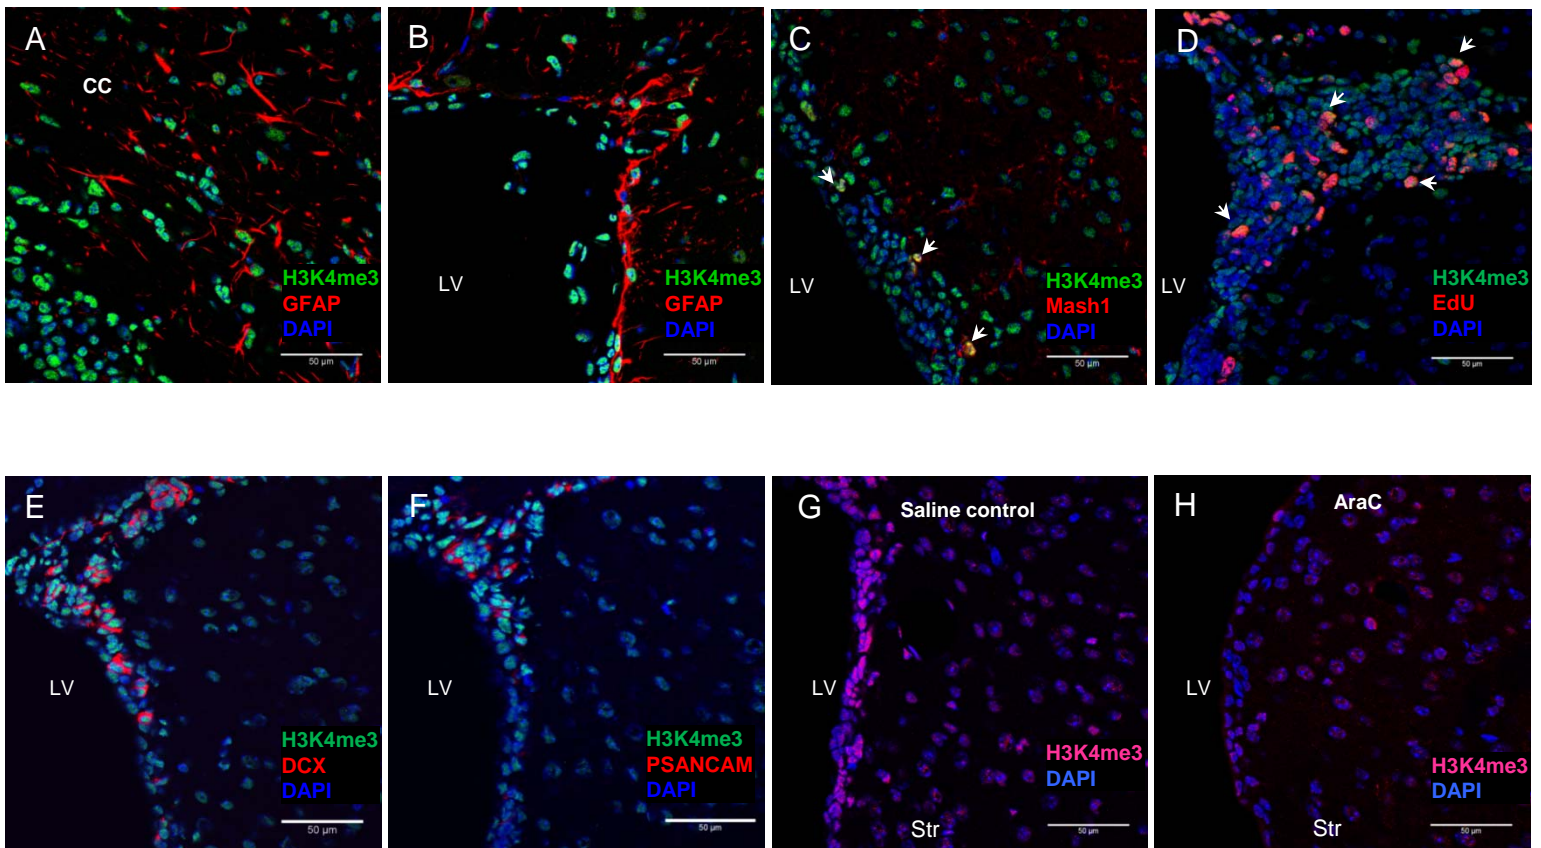 A
CC
H3K4me3
GFAP
DAPI
50 µm
B
LV
H3K4me3
GFAP
DAPI
50 µm
C
LV
H3K4me3
Mash1
DAPI
50 µm
D
LV
H3K4me3
EdU
DAPI
50 µm
E
LV
H3K4me3
DCX
DAPI
50 µm
F
LV
H3K4me3
PSANCAM
DAPI
50 µm
G
Saline control
LV
H3K4me3
DAPI
Str
50 µm
H
AraC
LV
H3K4me3
DAPI
Str
50 µm